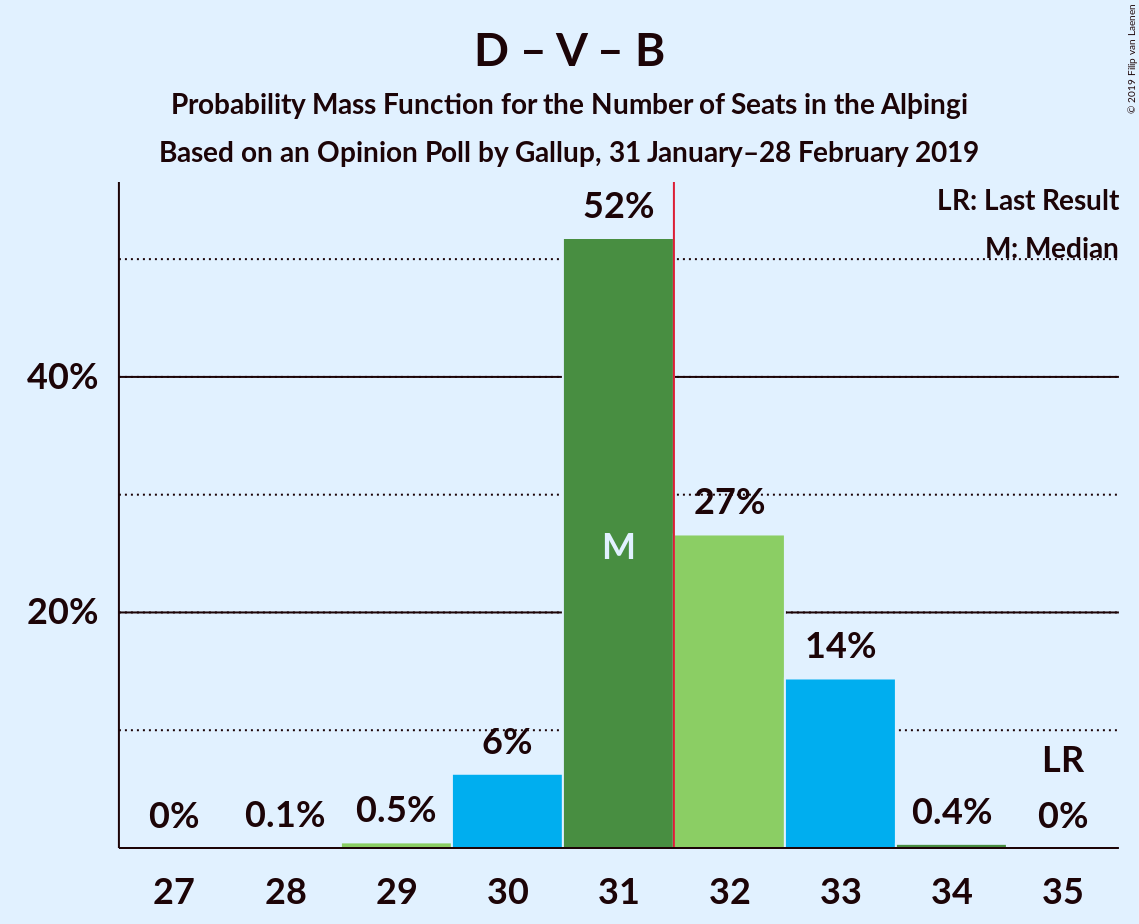 D – V – B
Probability Mass Function for the Number of Seats in the Alþingi
Based on an Opinion Poll by Gallup, 31 January–28 February 2019
© 2019 Filip van Laenen
LR: Last Result
M: Median
40%
20%
0%
0.1%
0.5%
6%
52%
M
27%
14%
0.4%
LR
0%
27 28 29 30 31 32 33 34 35